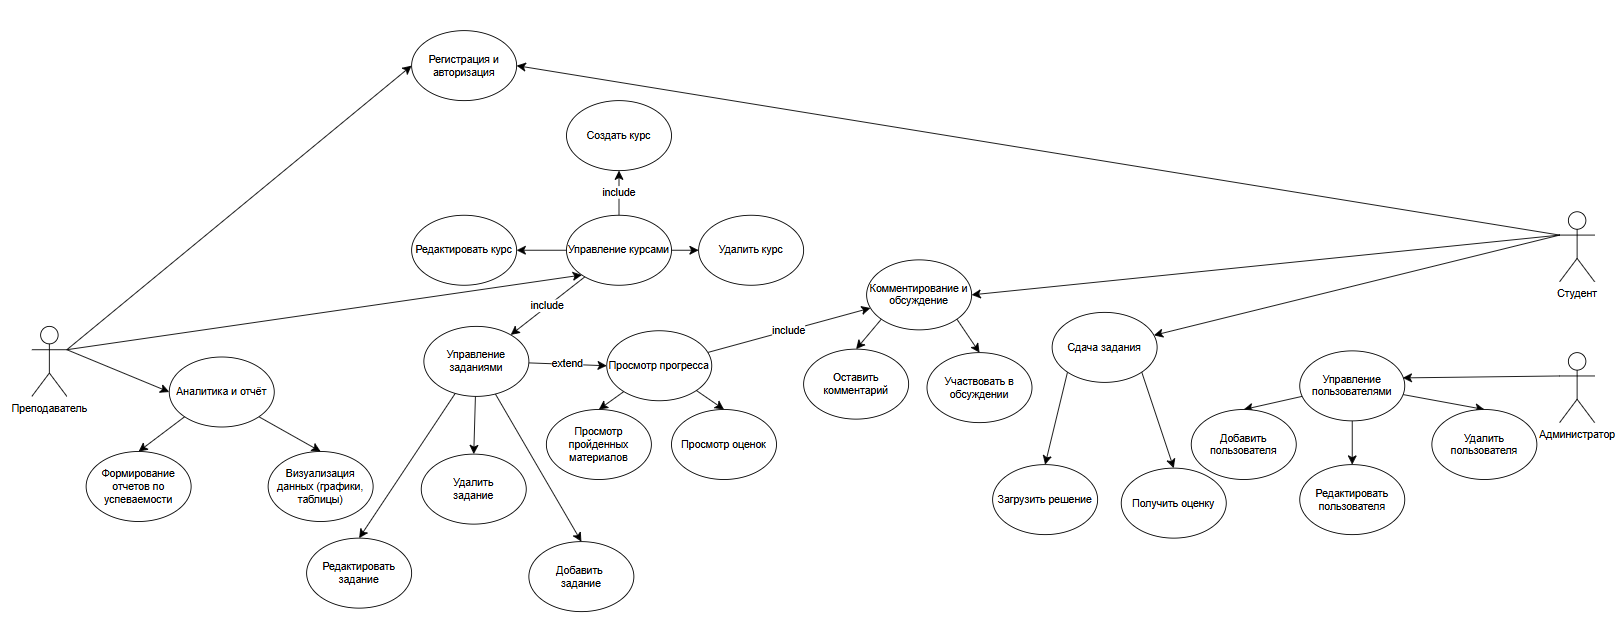 Регистрация и
авторизация
Создать курс
include
Редактировать курс
Управление курсами
Удалить курс
include
Комментирование и
обсуждение
Студент
include
Управление
заданиями
extend
Просмотр прогресса
Сдача задания
Оставить
комментарий
Участвовать в
обсуждении
Управление
пользователями
Преподаватель
Аналитика и отчёт
Администратор
Просмотр
пройденных
материалов
Просмотр оценок
Добавить
пользователя
Удалить
пользователя
Формирование
отчетов по
успеваемости
Визуализация
данных (графики,
таблицы)
Удалить
задание
Загрузить решение
Получить оценку
Редактировать
пользователя
Редактировать
задание
Добавить
задание